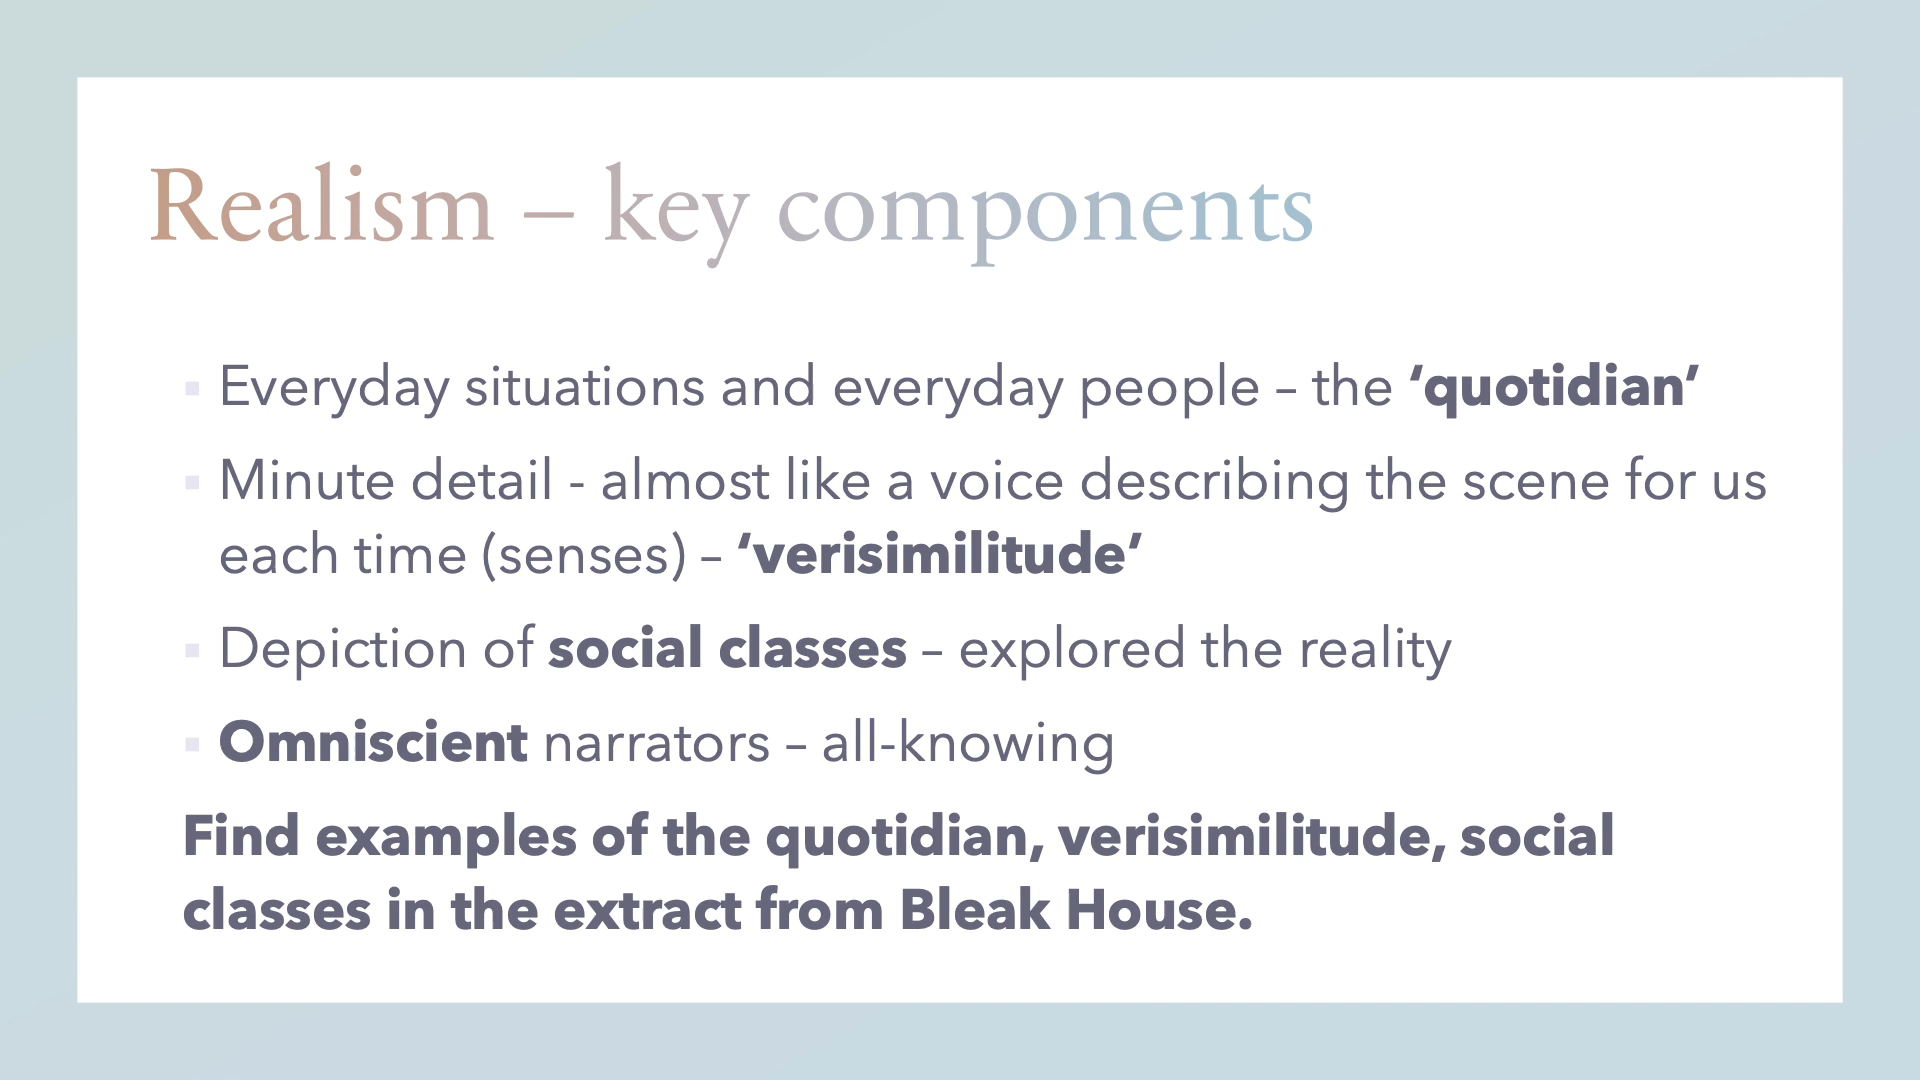 Realism – key components
▪ Everyday situations and everyday people – the ‘quotidian’
▪ Minute detail - almost like a voice describing the scene for us
each time (senses) – ‘verisimilitude’
▪ Depiction of social classes – explored the reality
▪ Omniscient narrators – all-knowing
Find examples of the quotidian, verisimilitude, social
classes in the extract from Bleak House.